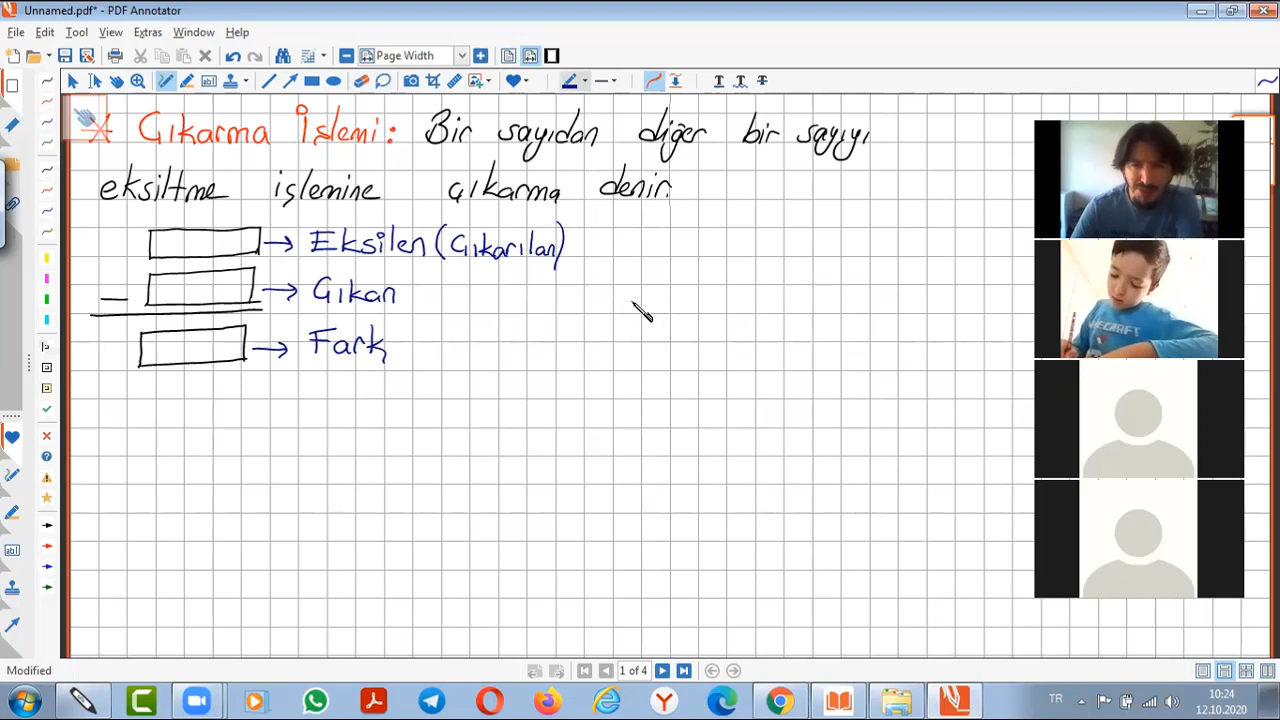 Unnamed.pdf* - PDF Annotator
File Edit Tool View Extras Window Help
Page Width
* Çıkarma İşlemi: Bir sayıdan diğer bir sayıyı
eksiltme işlemine çıkarma denir.
→ Eksilen (Çıkarılan)
— → Çıkan
→ Fark
Modified
1 of 4
TR
10:24
12.10.2020